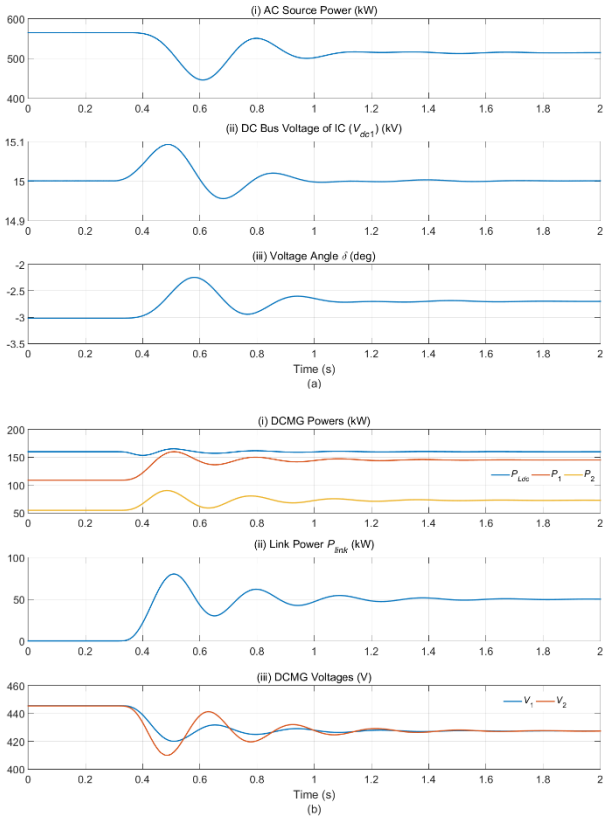 (i) AC Source Power (kW)
600
500
400
0 0.2 0.4 0.6 0.8 1 1.2 1.4 1.6 1.8 2
(ii) DC Bus Voltage of IC (V_dc1) (kV)
15.1
15
14.9
0 0.2 0.4 0.6 0.8 1 1.2 1.4 1.6 1.8 2
(iii) Voltage Angle δ (deg)
-2
-2.5
-3
-3.5
0 0.2 0.4 0.6 0.8 1 1.2 1.4 1.6 1.8 2
Time (s)
(a)
(i) DCMG Powers (kW)
200
150
100
50
P_Ldc P_1 P_2
0 0.2 0.4 0.6 0.8 1 1.2 1.4 1.6 1.8 2
(ii) Link Power P_link (kW)
100
50
0
0 0.2 0.4 0.6 0.8 1 1.2 1.4 1.6 1.8 2
(iii) DCMG Voltages (V)
460
440
420
400
V_1 V_2
0 0.2 0.4 0.6 0.8 1 1.2 1.4 1.6 1.8 2
Time (s)
(b)